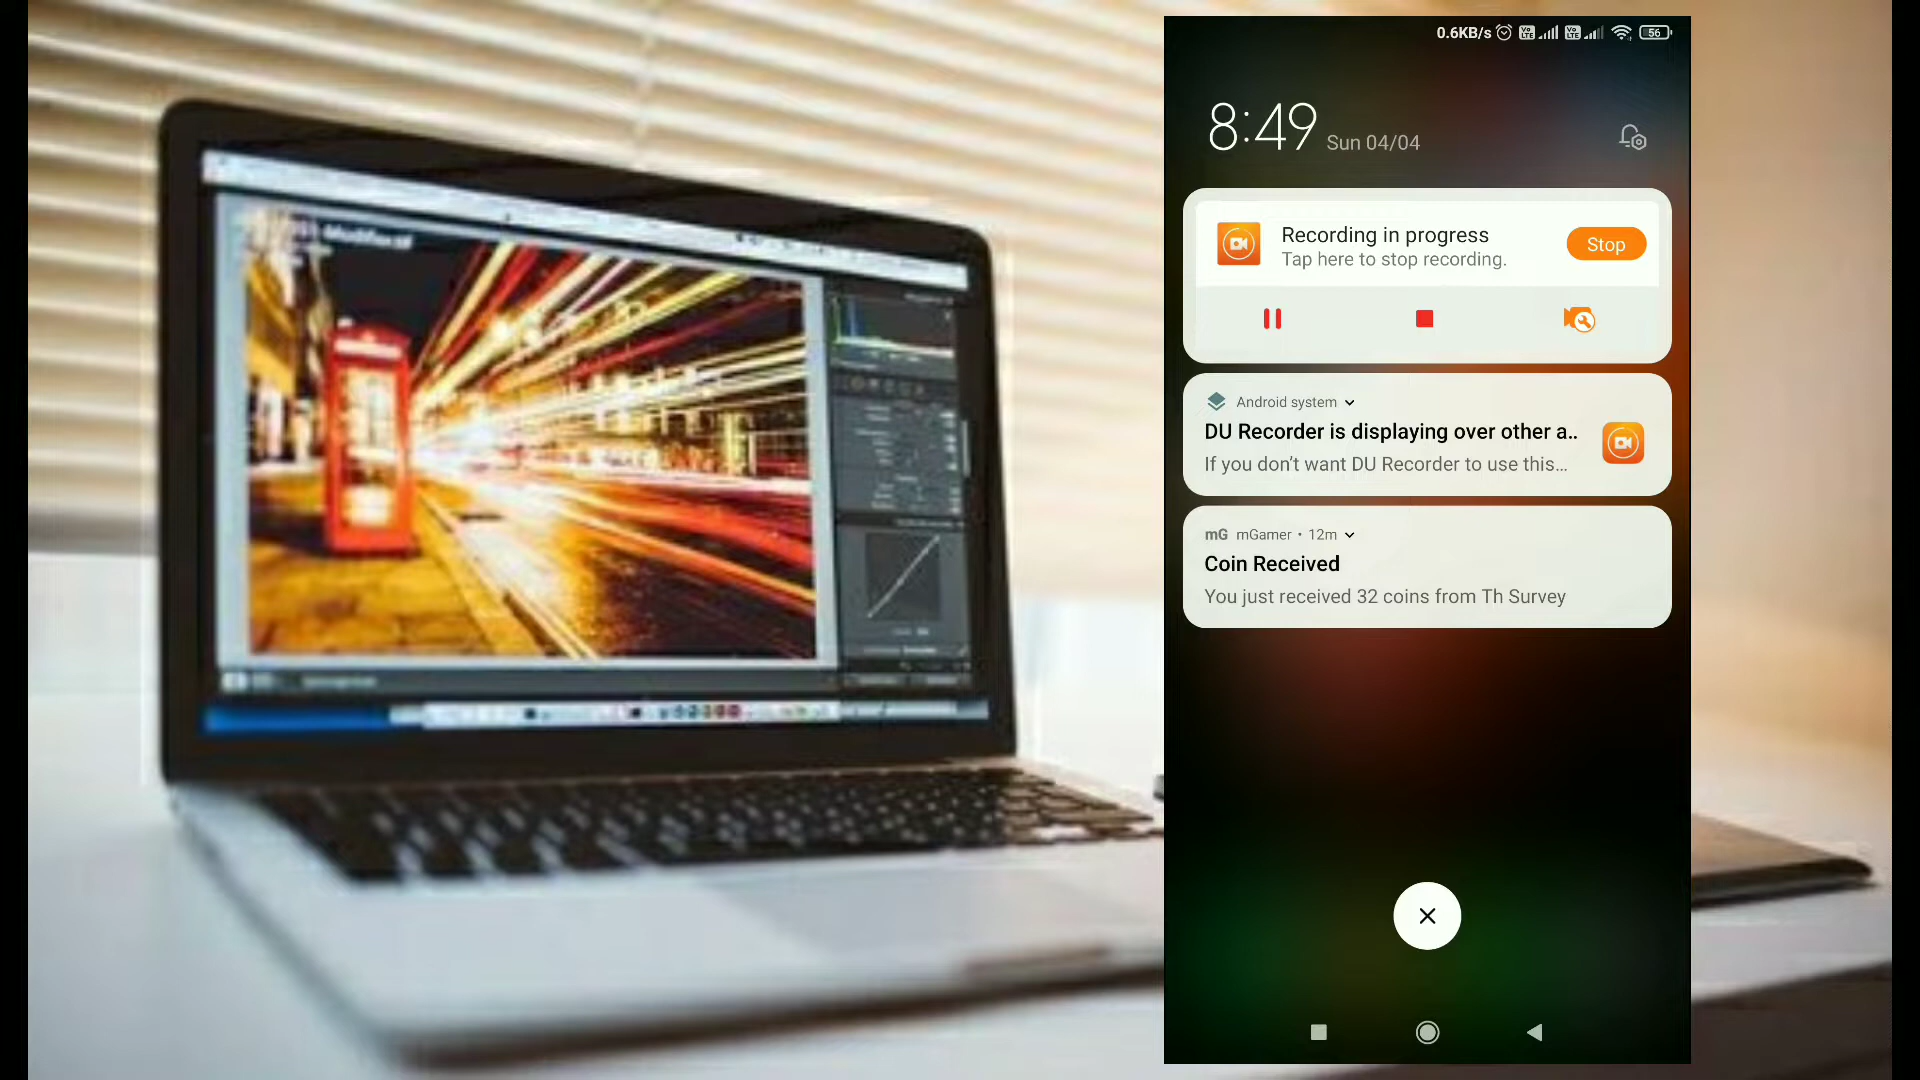 0.6KB/s
56
8:49 Sun 04/04
Recording in progress
Tap here to stop recording.
Stop
Android system
DU Recorder is displaying over other a..
If you don't want DU Recorder to use this...
mG mGamer • 12m
Coin Received
You just received 32 coins from Th Survey